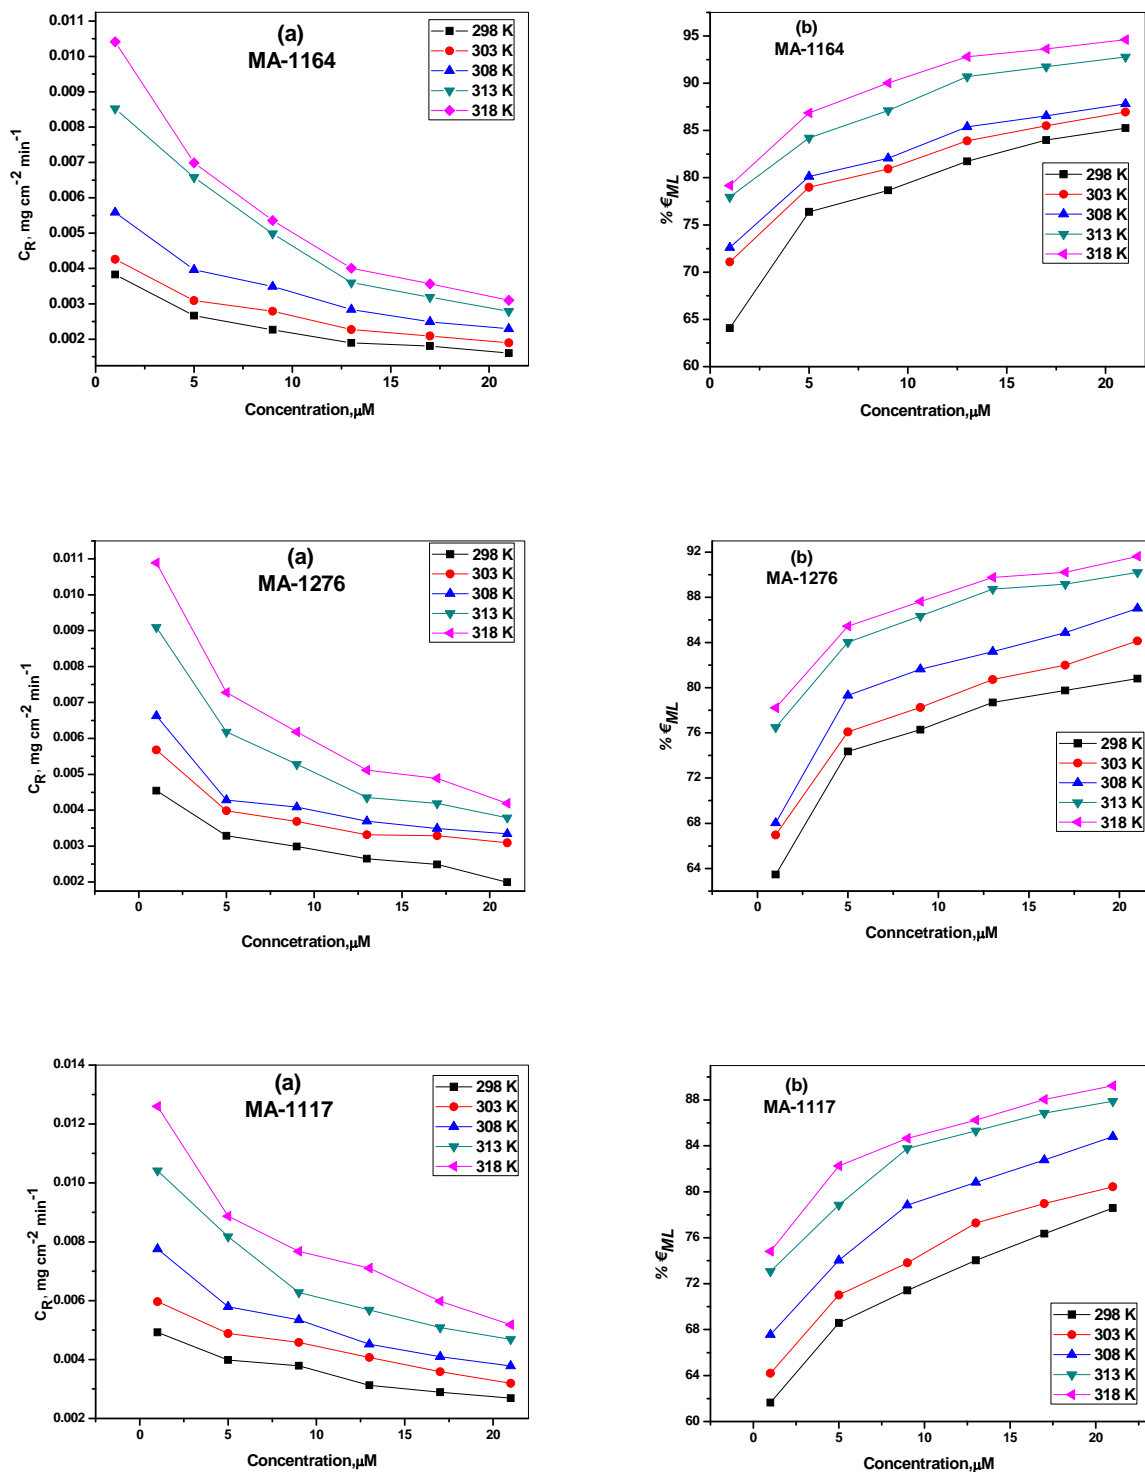 (a)
MA-1164
298 K
303 K
308 K
313 K
318 K
0.011
0.010
0.009
0.008
0.007
0.006
0.005
0.004
0.003
0.002
C_R, mg cm⁻² min⁻¹
0 5 10 15 20
Concentration,μM
(b)
MA-1164
95
90
85
80
75
70
65
60
% €ML
298 K
303 K
308 K
313 K
318 K
0 5 10 15 20
Concentration,μM
(a)
MA-1276
298 K
303 K
308 K
313 K
318 K
0.011
0.010
0.009
0.008
0.007
0.006
0.005
0.004
0.003
0.002
C_R, mg cm⁻² min⁻¹
0 5 10 15 20
Conncetration,μM
(b)
MA-1276
92
88
84
80
76
72
68
64
% €ML
298 K
303 K
308 K
313 K
318 K
0 5 10 15 20
Conncetration,μM
(a)
MA-1117
298 K
303 K
308 K
313 K
318 K
0.014
0.012
0.010
0.008
0.006
0.004
0.002
C_R, mg cm⁻² min⁻¹
0 5 10 15 20
Concentration,μM
(b)
MA-1117
88
84
80
76
72
68
64
60
% €ML
298 K
303 K
308 K
313 K
318 K
0 5 10 15 20
Concentration,μM